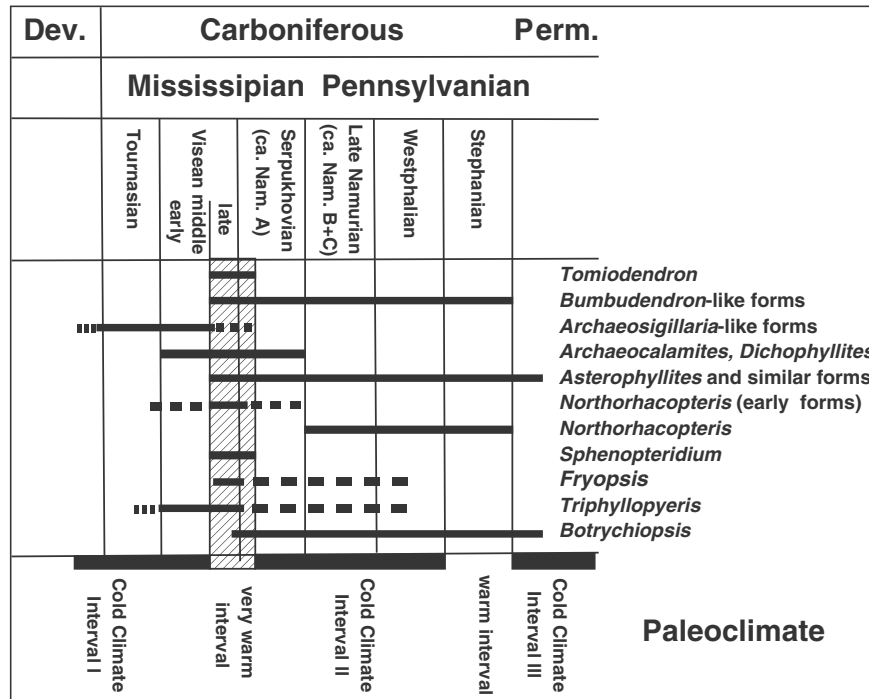 Dev. Carboniferous Perm.
Mississipian Pennsylvanian
Tournasian
Visean middle
early
late
Serpukhovian
(ca. Nam. A)
Late Namurian
(ca. Nam. B+C)
Westphalian
Stephanian
Tomiodendron
Bumbudendron-like forms
Archaeosigillaria-like forms
Archaeocalamites, Dichophyllites
Asterophyllites and similar forms
Northorhacopteris (early forms)
Northorhacopteris
Sphenopteridium
Fryopsis
Triphyllopyeris
Botrychiopsis
Cold Climate
Interval I
very warm
interval
Cold Climate
Interval II
warm interval
Cold Climate
Interval III
Paleoclimate